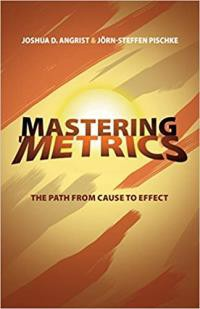 JOSHUA D. ANGRIST & JÖRN-STEFFEN PISCHKE
MASTERING
METRICS
THE PATH FROM CAUSE TO EFFECT